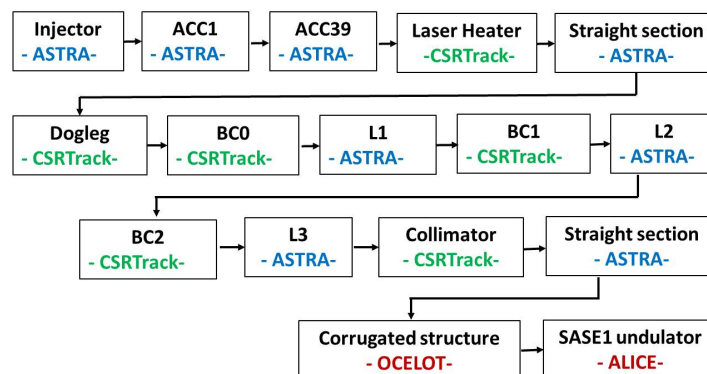 Injector
- ASTRA-
ACC1
- ASTRA-
ACC39
- ASTRA-
Laser Heater
-CSRTrack-
Straight section
- ASTRA-
Dogleg
- CSRTrack-
BC0
- CSRTrack-
L1
-ASTRA-
BC1
- CSRTrack-
L2
- ASTRA-
BC2
- CSRTrack-
L3
- ASTRA-
Collimator
- CSRTrack-
Straight section
- ASTRA-
Corrugated structure
- OCELOT-
SASE1 undulator
- ALICE-